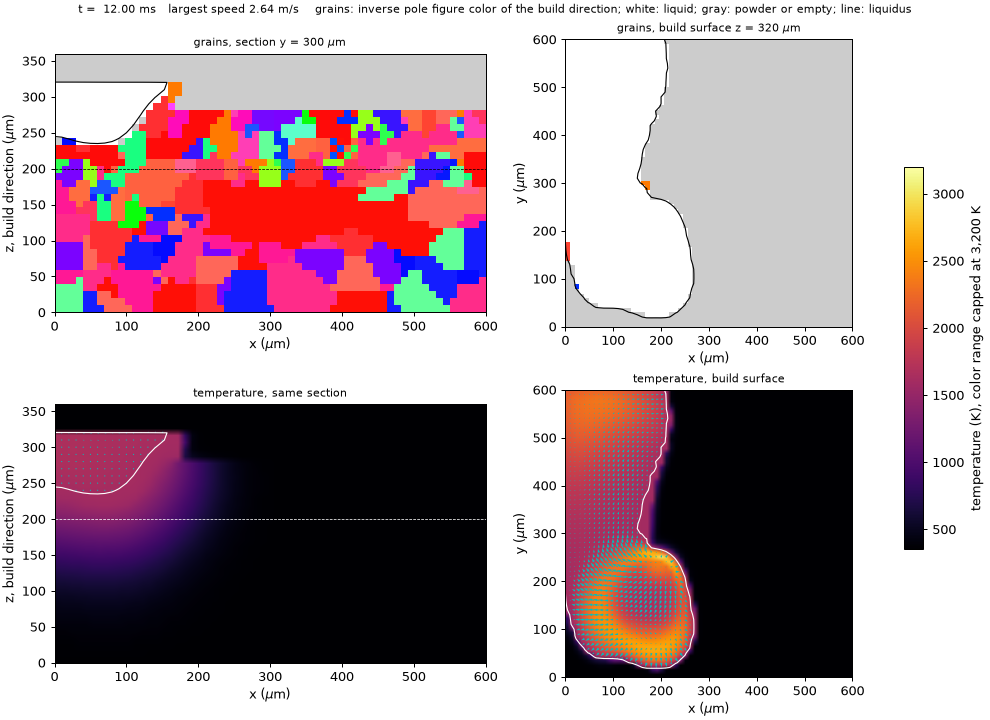 t = 12.00 ms largest speed 2.64 m/s grains: inverse pole figure color of the build direction; white: liquid; gray: powder or empty; line: liquidus
grains, section y = 300 μm
350
300
250
200
150
100
50
0
z, build direction (μm)
0 100 200 300 400 500 600
x (μm)
grains, build surface z = 320 μm
600
500
400
300
200
100
0
y (μm)
0 100 200 300 400 500 600
x (μm)
temperature, same section
350
300
250
200
150
100
50
0
z, build direction (μm)
0 100 200 300 400 500 600
x (μm)
temperature, build surface
600
500
400
300
200
100
0
y (μm)
0 100 200 300 400 500 600
x (μm)
3000
2500
2000
1500
1000
500
temperature (K), color range capped at 3,200 K